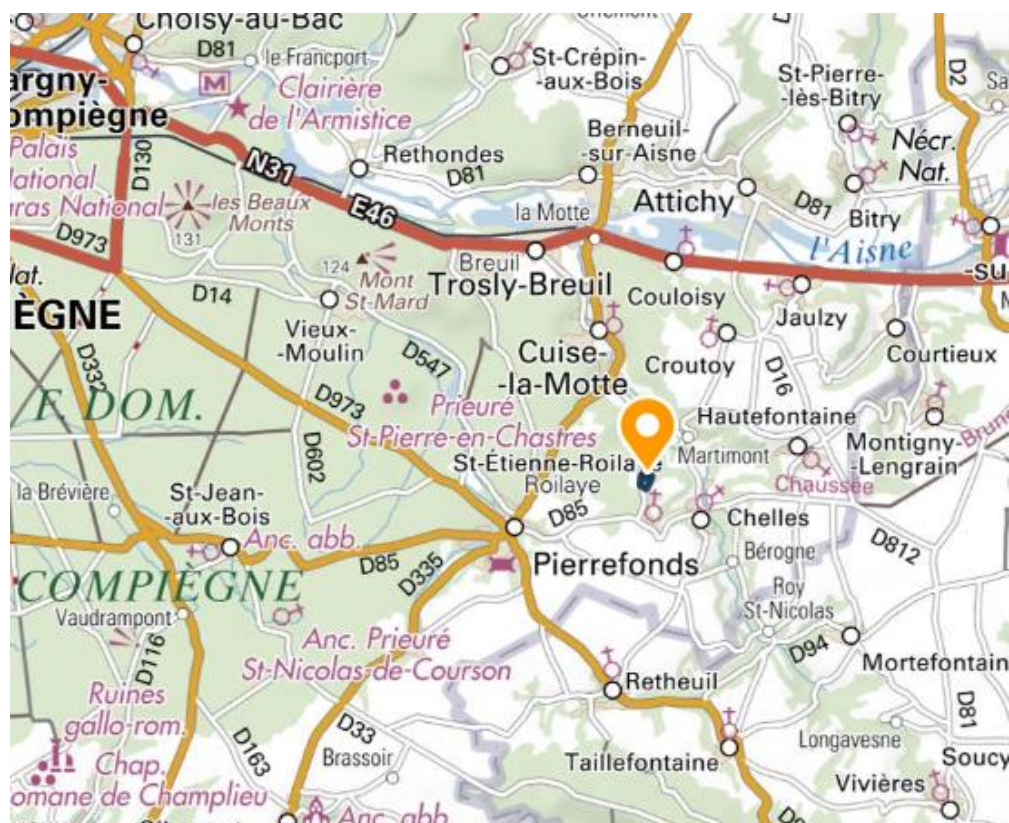 Choisy-au-Bac
D81
le Francport
St-Crépin-
-aux-Bois
D2
St-Pierre-
-lès-Bitry
M
Clairière
de l'Armistice
argny-
ompiègne
Berneuil-
-sur-Aisne
Nécr.
Nat.
Palais
ational
aras National
D130
N31
Rethondes
D81
Attichy
D81
Bitry
E46
les Beaux
Monts
131
la Motte
l'Aisne
D973
lat.
124
Mont
St-Mard
Breuil
Trosly-Breuil
-su
D14
Couloisy
Jaulzy
ÈGNE
Vieux-
-Moulin
D547
Cuise-
-la-Motte
Croutoy
D16
Courtieux
D332
D973
F. DOM.
Prieuré
St-Pierre-en-Chastres
Hautefontaine
Montigny-
-Lengrain
Brun
D602
St-Étienne-Roilaye
Roilaye
Martimont
Chaussée
la Brévière
St-Jean-
-aux-Bois
D85
Chelles
Anc. abb.
D812
D85
D335
Pierrefonds
Bérogne
COMPIÈGNE
Roy
St-Nicolas
Vaudrampont
D116
Anc. Prieuré
St-Nicolas-de-Courson
D94
Mortefontain
Retheuil
Ruines
gallo-rom.
D33
D81
D163
Brassoir
Longavesne
Taillefontaine
Soucy
Chap.
omane de Champlieu
Vivières
Anc. abb